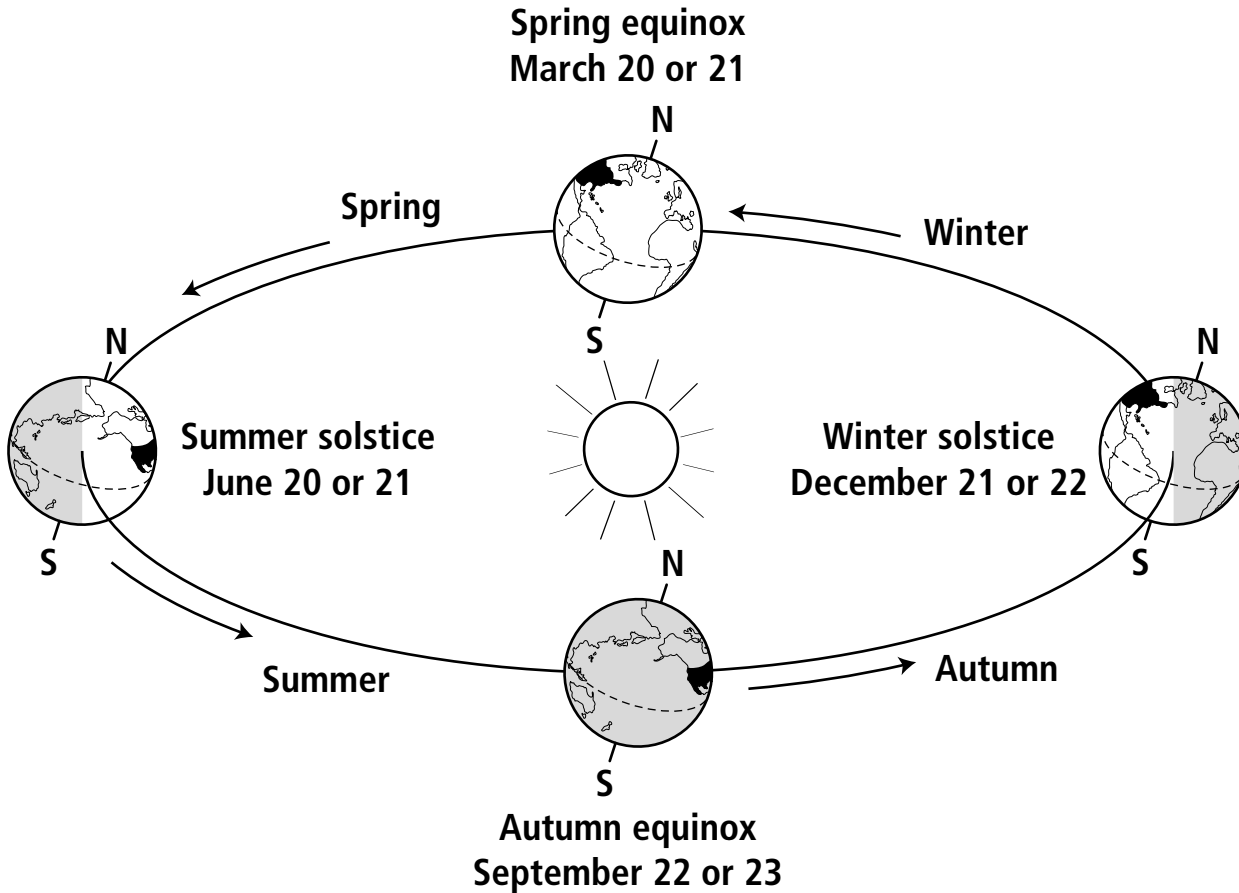 Spring equinox
March 20 or 21
N
Spring
Winter
S
N
N
Summer solstice
June 20 or 21
Winter solstice
December 21 or 22
S
S
N
Summer
Autumn
S
Autumn equinox
September 22 or 23